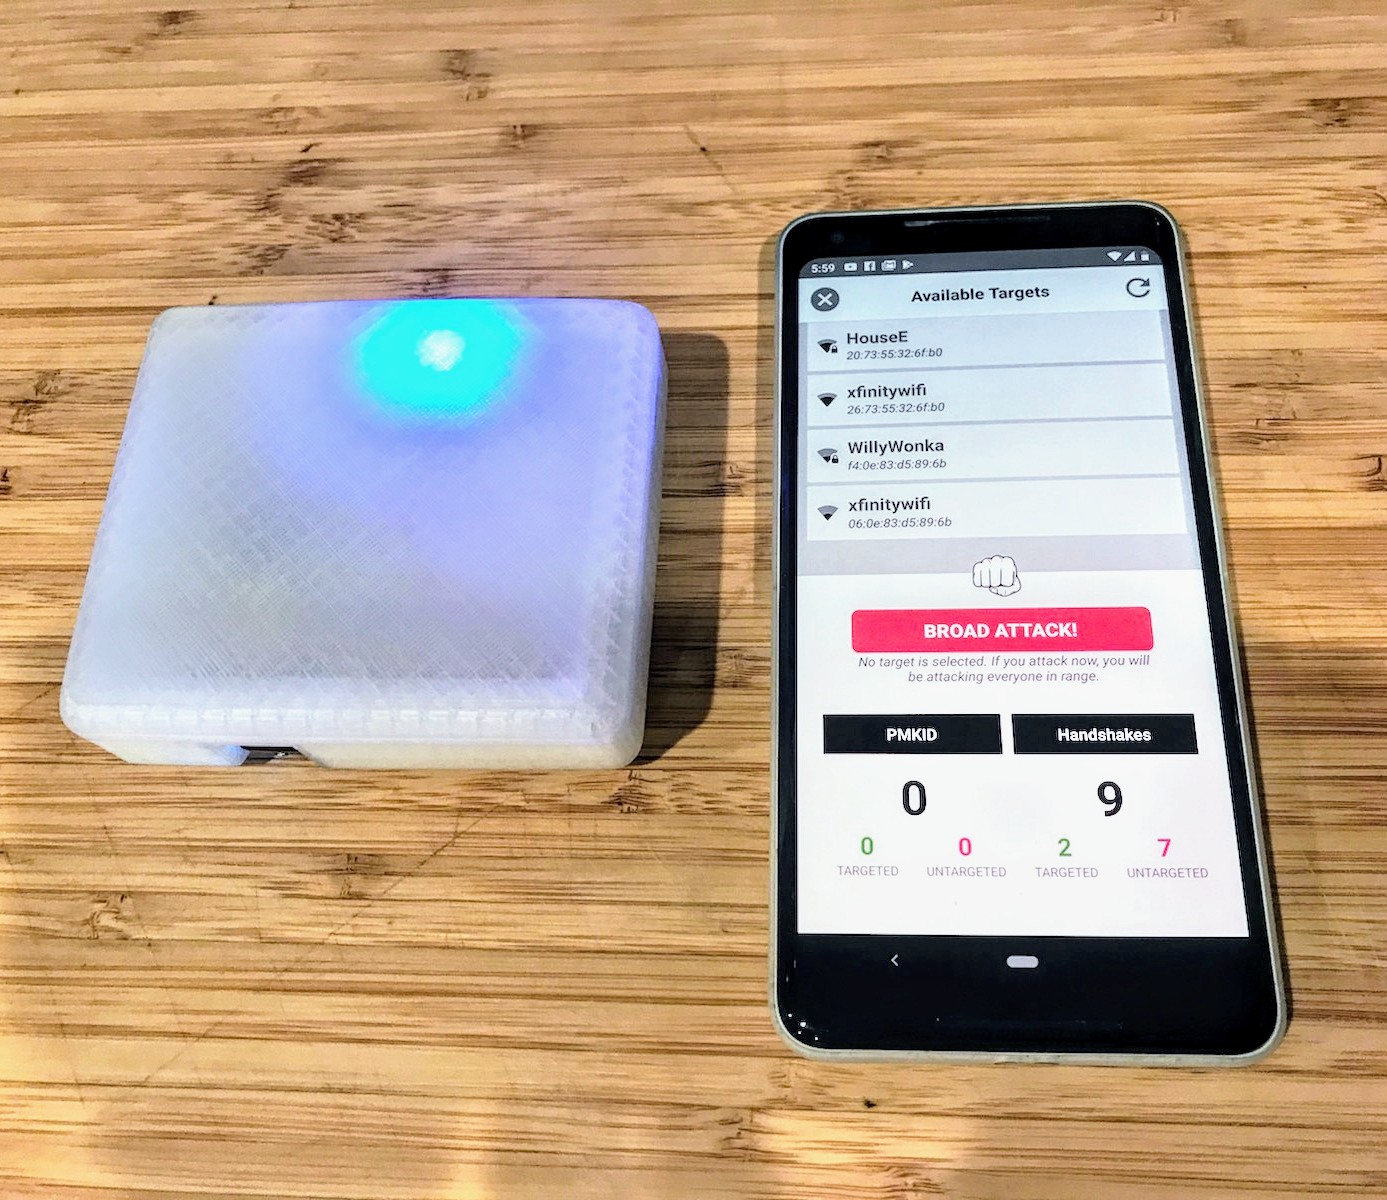 5:59
Available Targets
HouseE
20:73:55:32:6f:b0
xfinitywifi
26:73:55:32:6f:b0
WillyWonka
f4:0e:83:d5:89:6b
xfinitywifi
06:0e:83:d5:89:6b
BROAD ATTACK!
No target is selected. If you attack now, you will
be attacking everyone in range.
PMKID Handshakes
0 9
0 0 2 7
TARGETED UNTARGETED TARGETED UNTARGETED